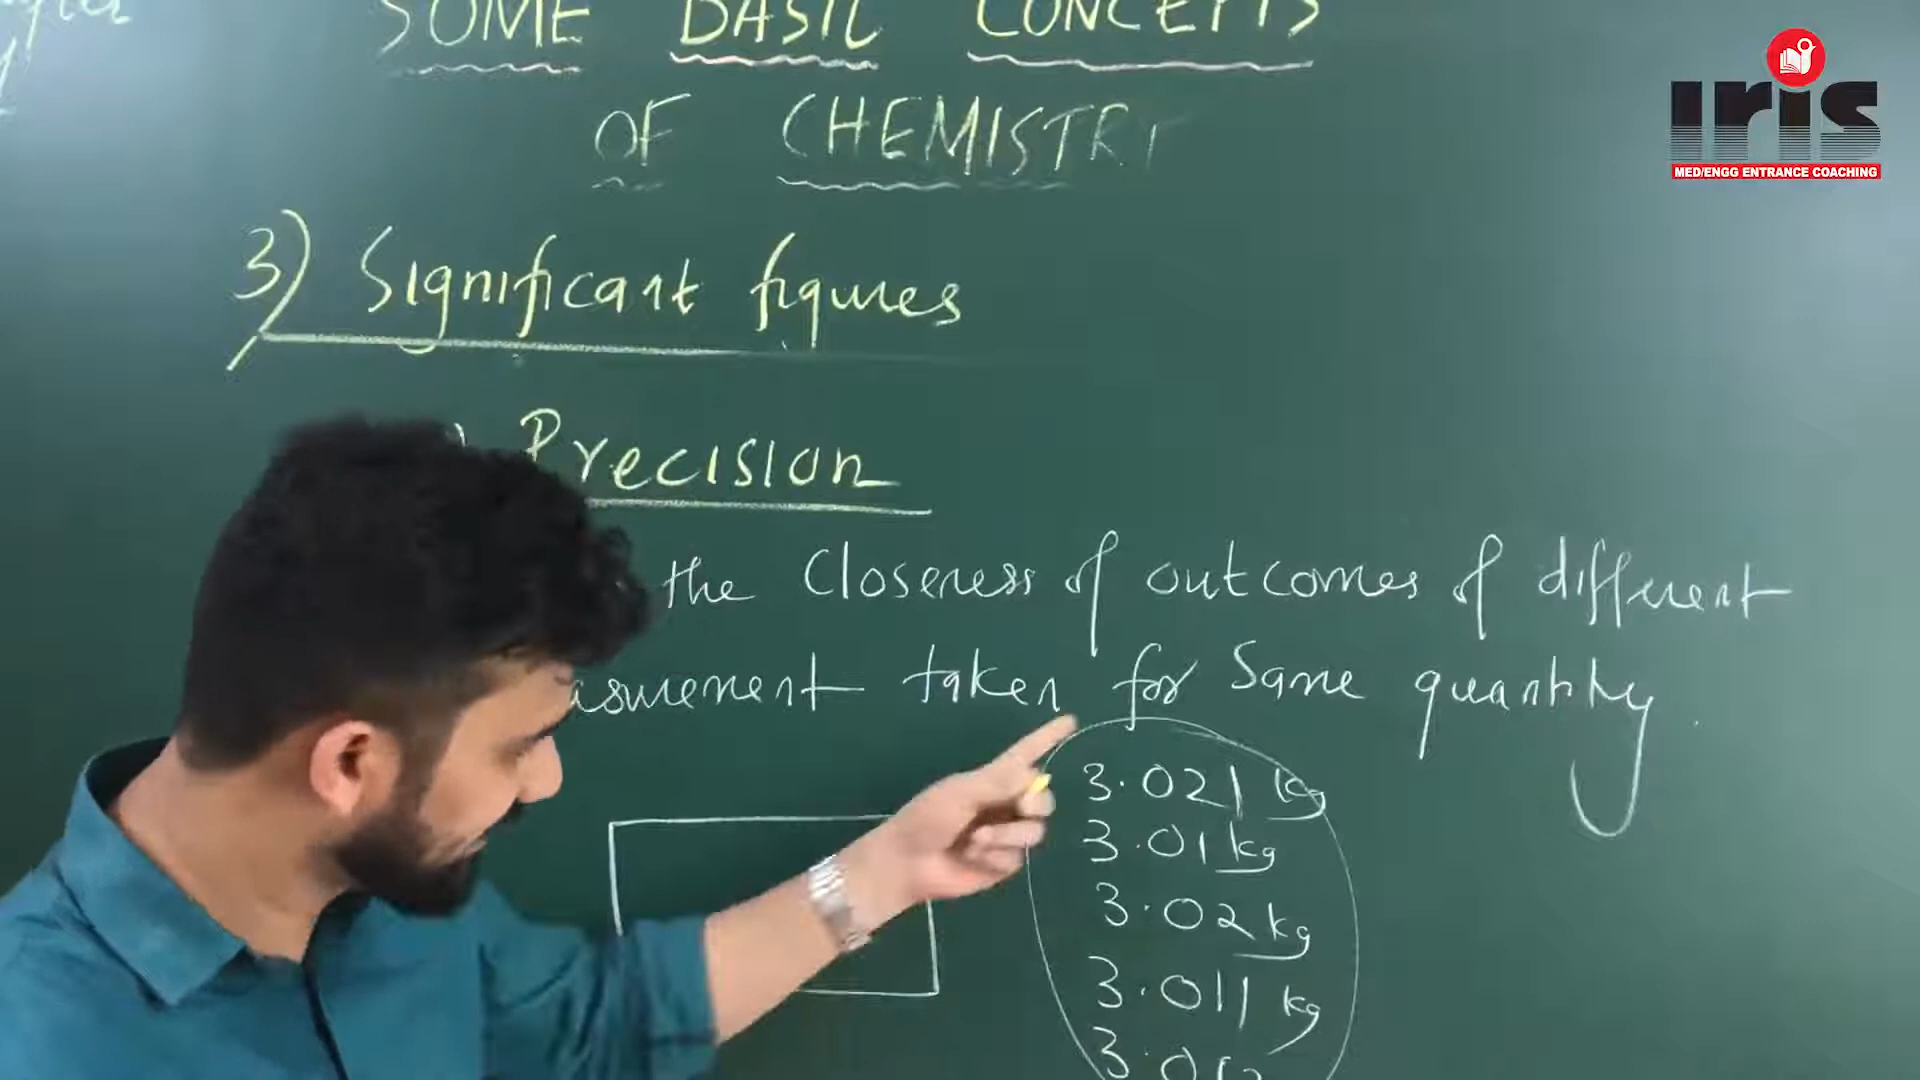 SOME BASIC CONCEPTS
OF CHEMISTRY
3) Significant figures
Precision
the Closeness of outcomes of different
taken for Same quantity.
3.021 kg
3.01 kg
3.02 kg
3.011 kg
iris
MED/ENGG ENTRANCE COACHING